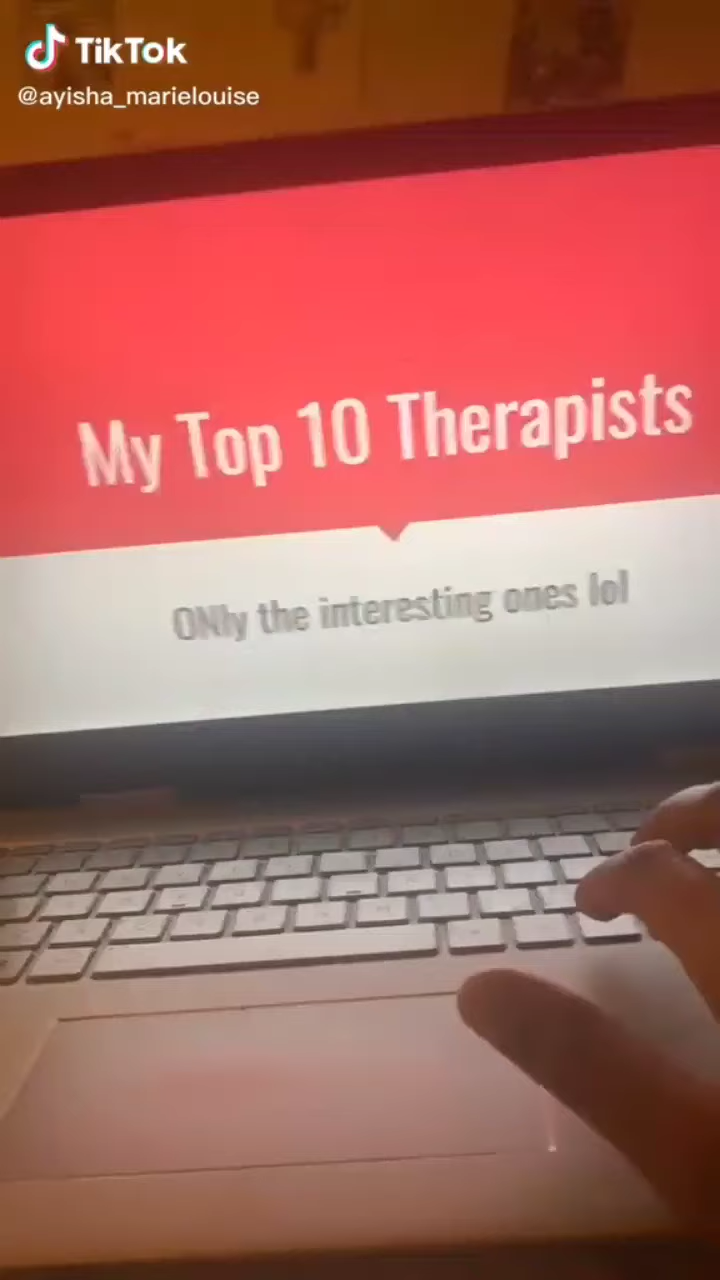 TikTok
@ayisha_marielouise
My Top 10 Therapists
ONly the interesting ones lol